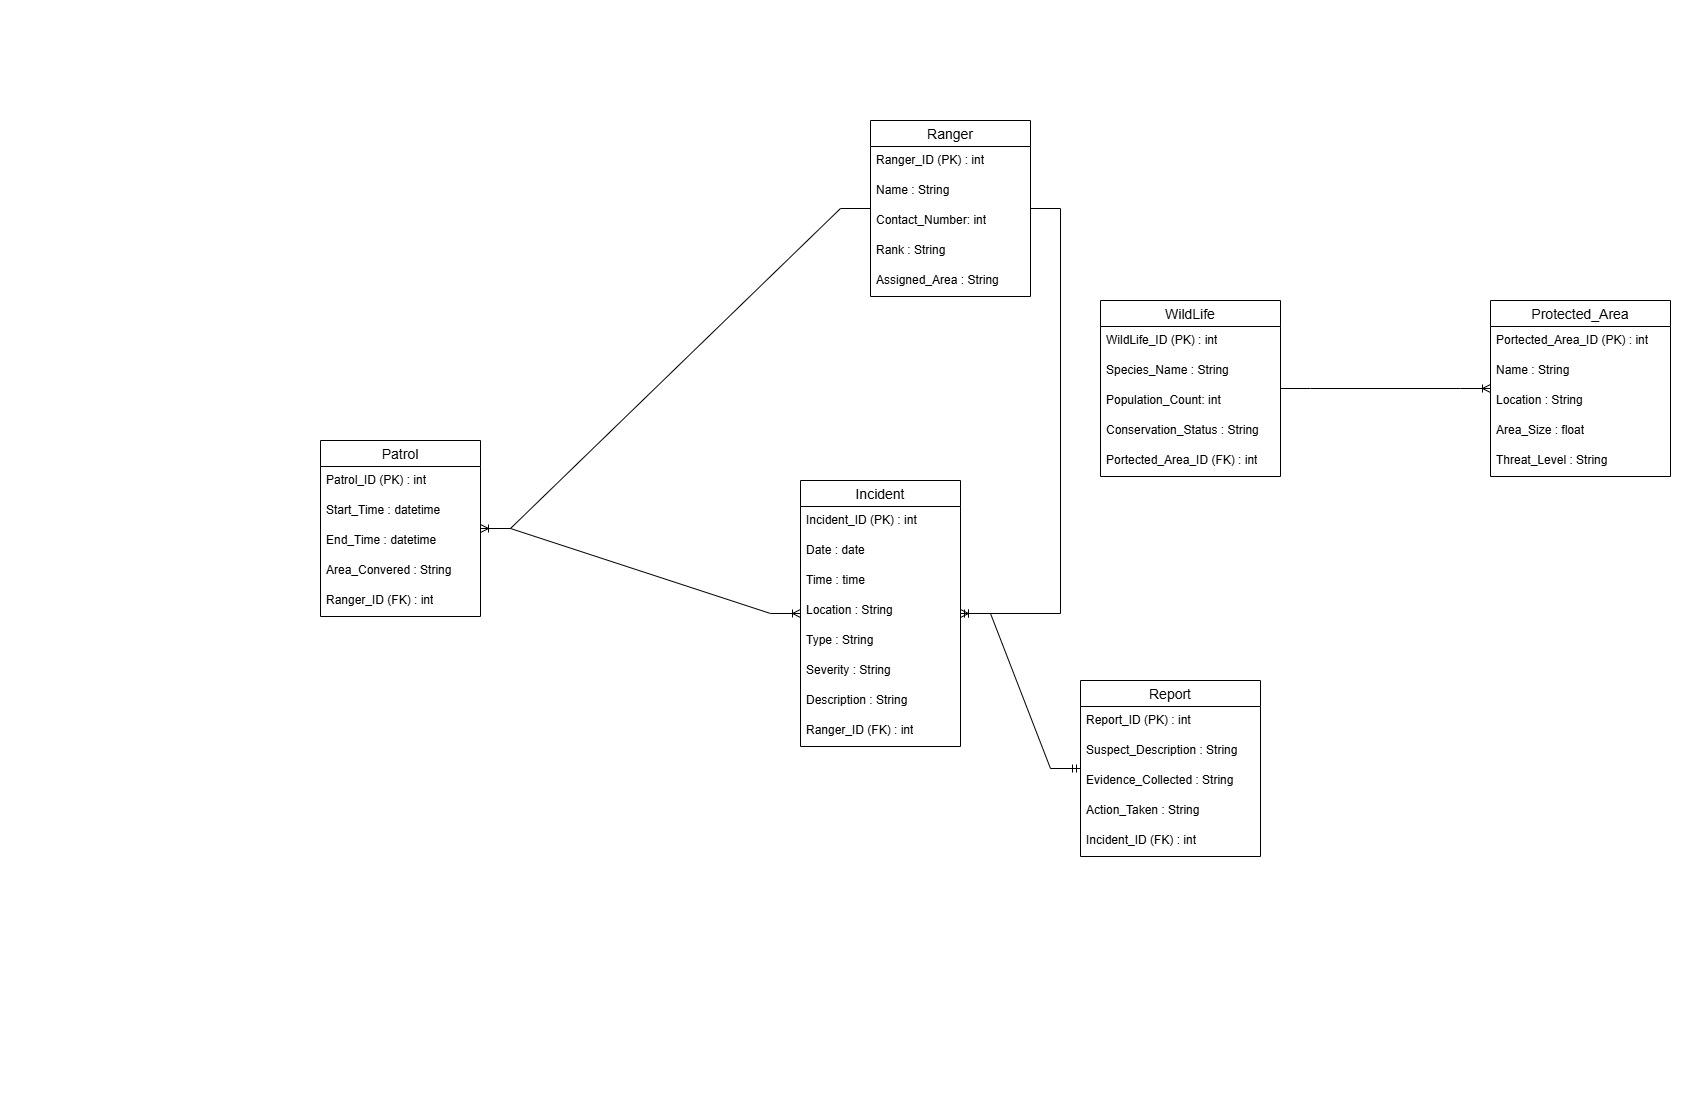 Ranger
Ranger_ID (PK) : int
Name : String
Contact_Number: int
Rank : String
Assigned_Area : String
WildLife
WildLife_ID (PK) : int
Species_Name : String
Population_Count: int
Conservation_Status : String
Portected_Area_ID (FK) : int
Protected_Area
Portected_Area_ID (PK) : int
Name : String
Location : String
Area_Size : float
Threat_Level : String
Patrol
Patrol_ID (PK) : int
Start_Time : datetime
End_Time : datetime
Area_Convered : String
Ranger_ID (FK) : int
Incident
Incident_ID (PK) : int
Date : date
Time : time
Location : String
Type : String
Severity : String
Description : String
Ranger_ID (FK) : int
Report
Report_ID (PK) : int
Suspect_Description : String
Evidence_Collected : String
Action_Taken : String
Incident_ID (FK) : int